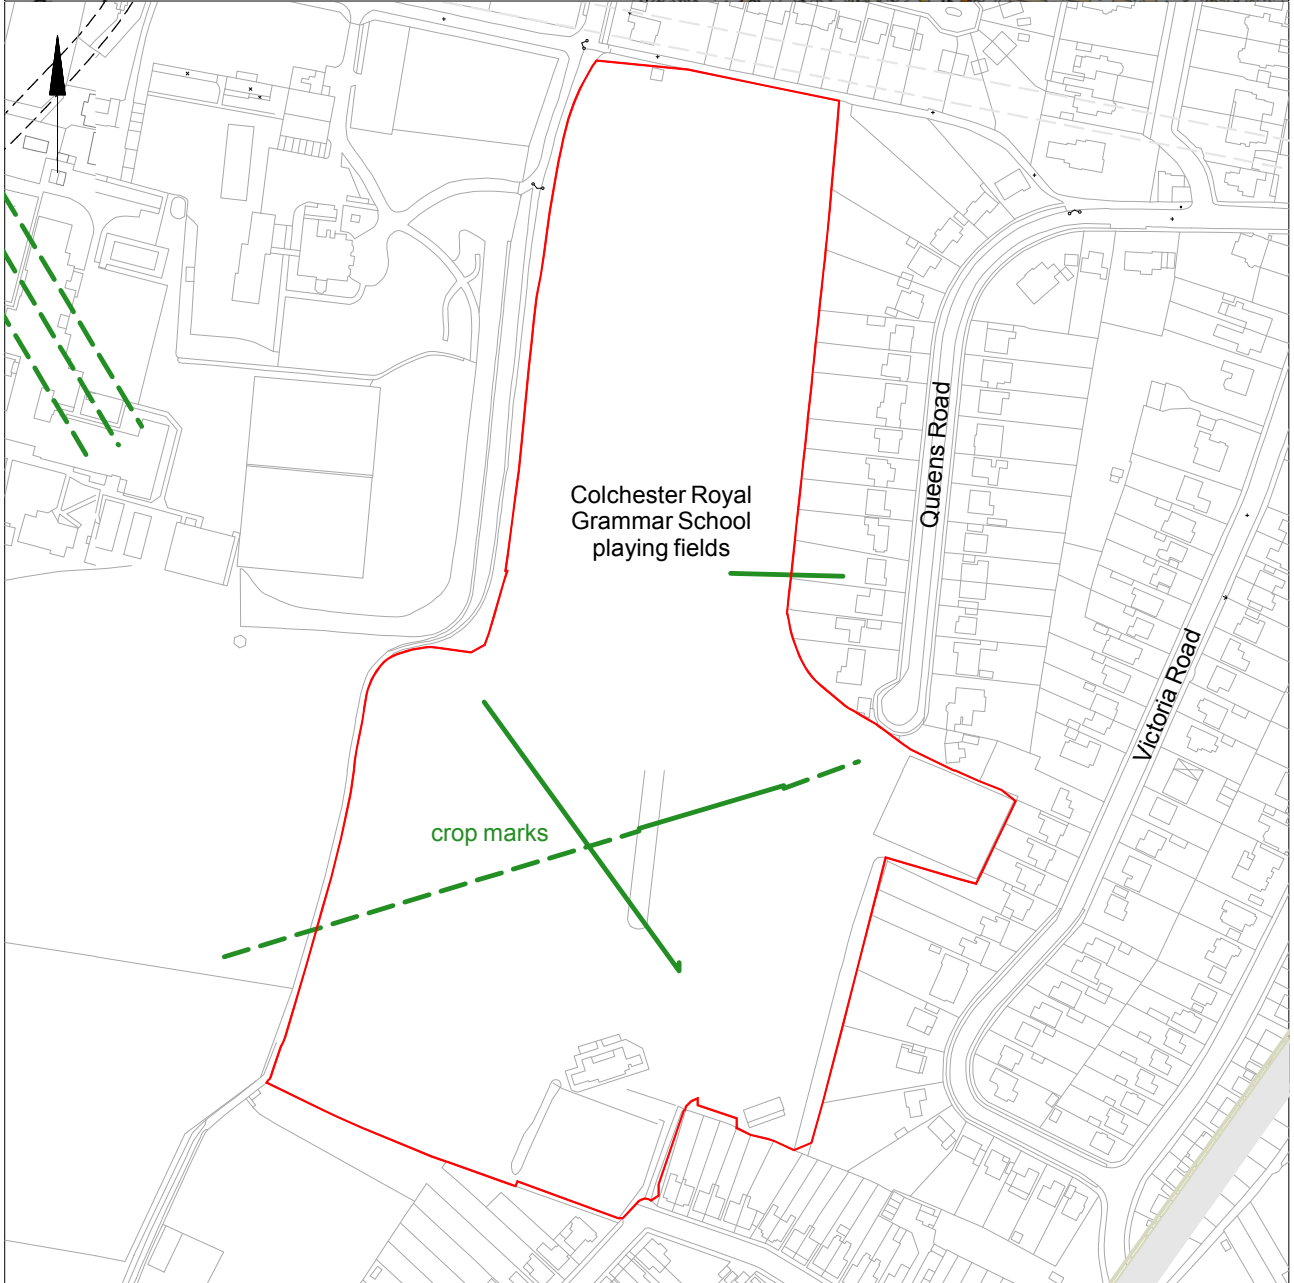 Colchester Royal
Grammar School
playing fields
Queens Road
Victoria Road
crop marks